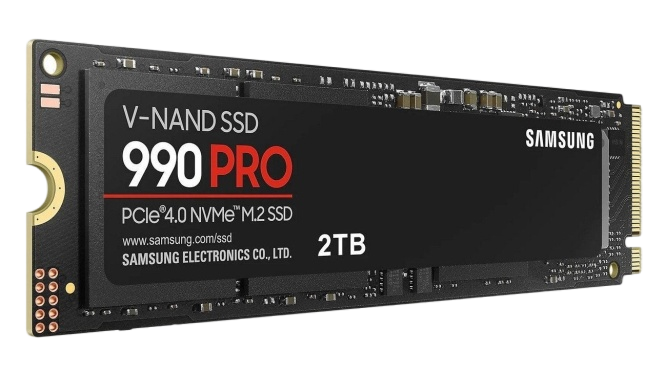 V-NAND SSD
990 PRO
PCIe®4.0 NVMe™ M.2 SSD
www.samsung.com/ssd
SAMSUNG ELECTRONICS CO., LTD.
2TB
SAMSUNG